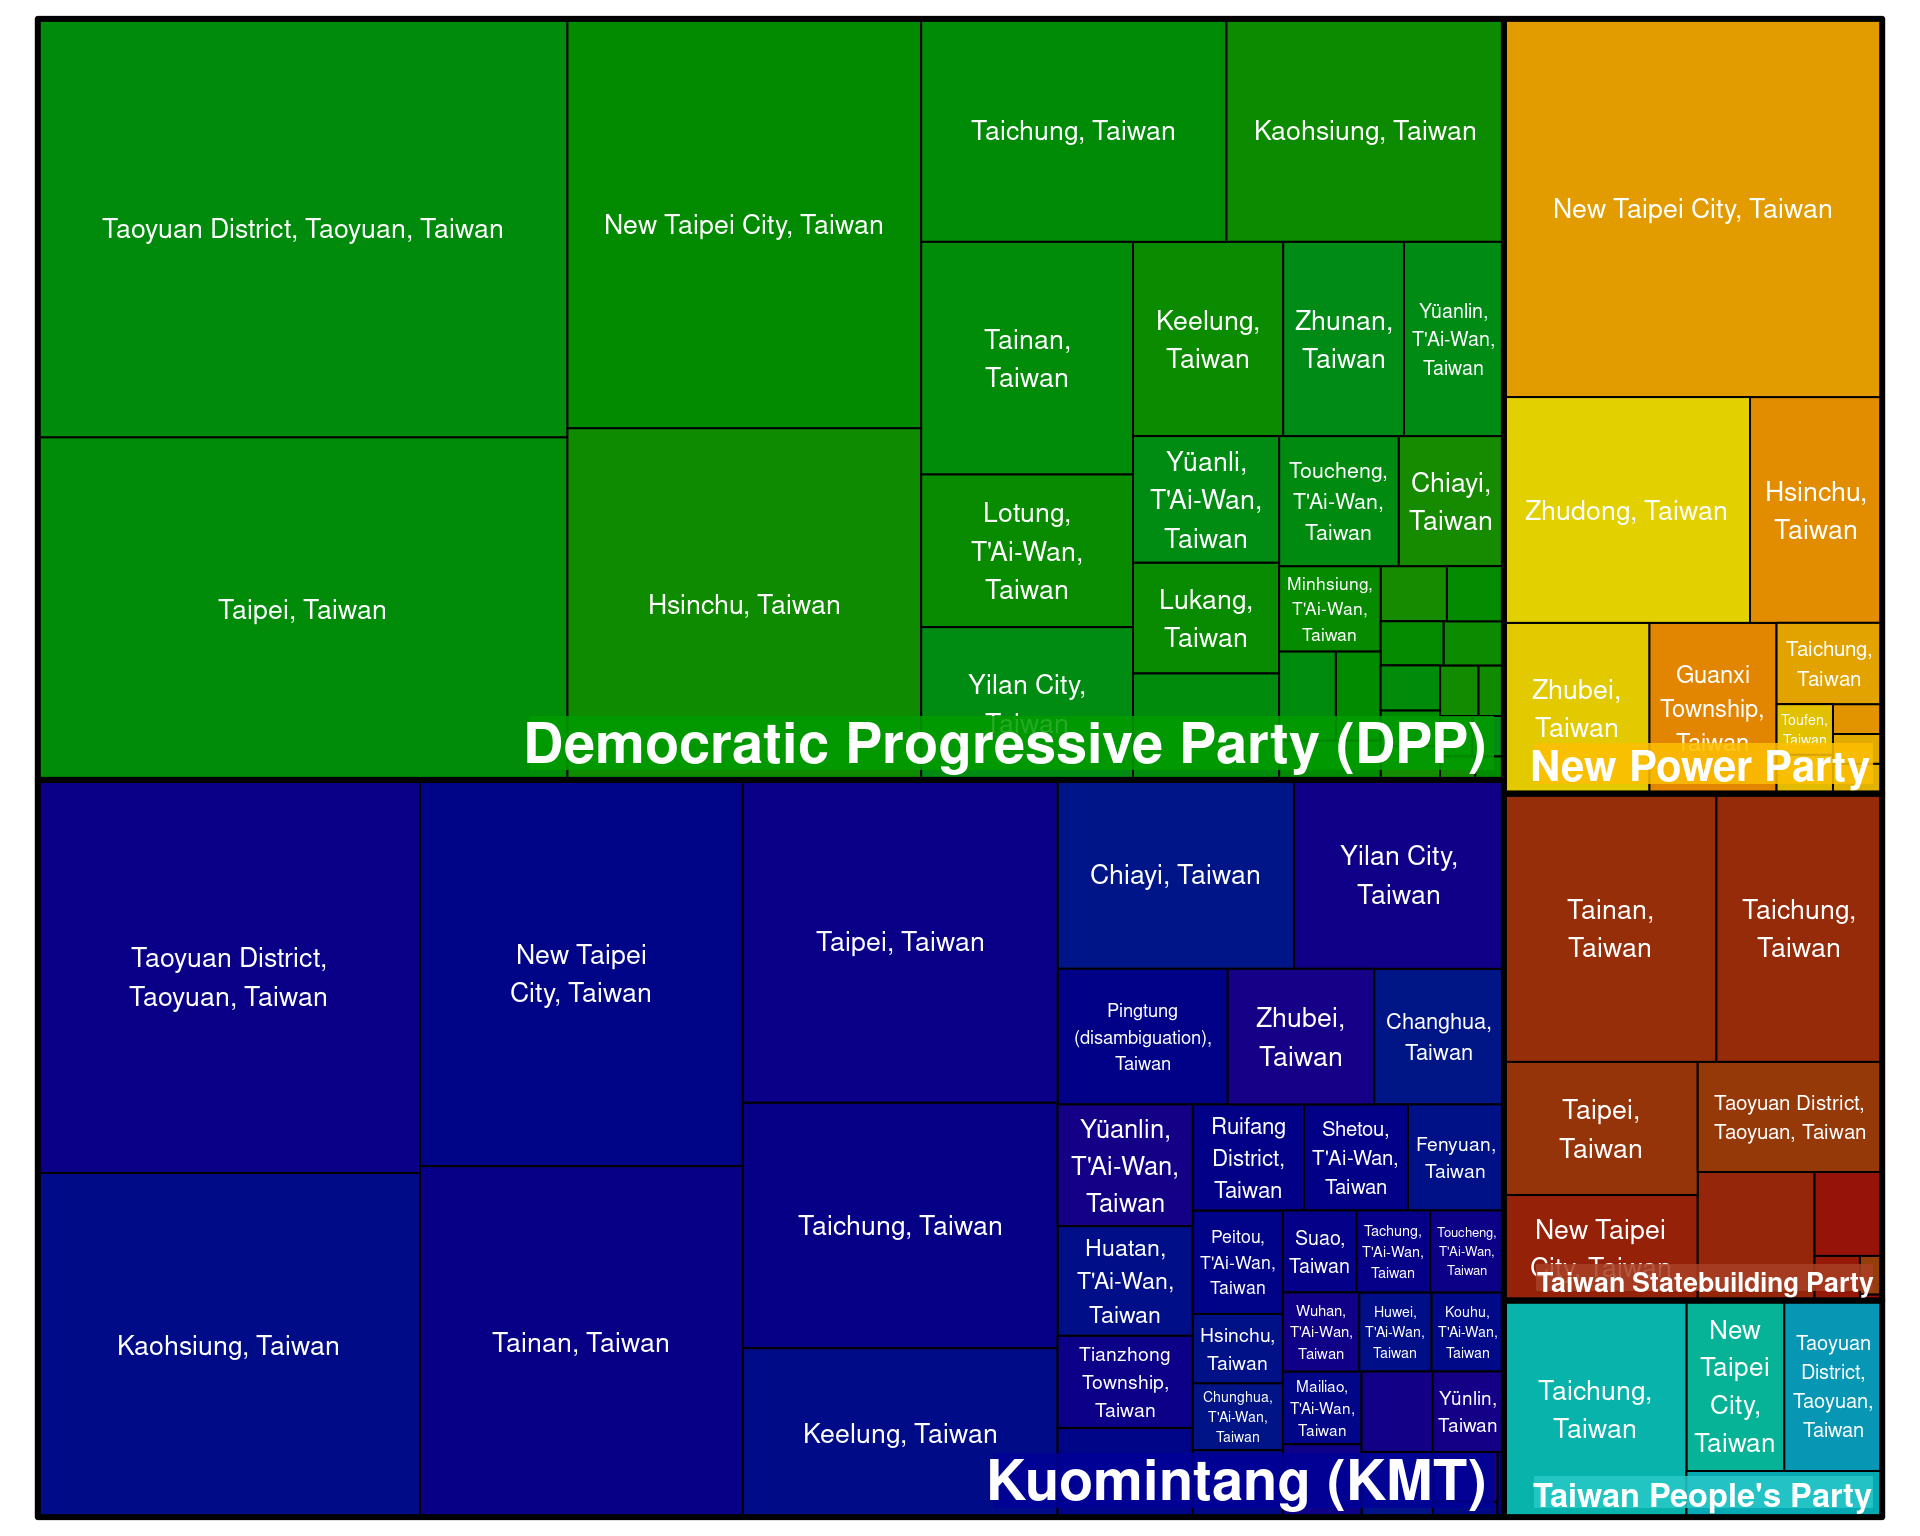 Taoyuan District, Taoyuan, Taiwan
New Taipei City, Taiwan
Taichung, Taiwan
Kaohsiung, Taiwan
Taipei, Taiwan
Hsinchu, Taiwan
Tainan,
Taiwan
Keelung,
Taiwan
Zhunan,
Taiwan
Yüanlin,
T'Ai-Wan,
Taiwan
Lotung,
T'Ai-Wan,
Taiwan
Yüanli,
T'Ai-Wan,
Taiwan
Toucheng,
T'Ai-Wan,
Taiwan
Chiayi,
Taiwan
Lukang,
Taiwan
Minhsiung,
T'Ai-Wan,
Taiwan
Yilan City,
Taiwan
Democratic Progressive Party (DPP)
New Taipei City, Taiwan
Zhudong, Taiwan
Hsinchu,
Taiwan
Zhubei,
Taiwan
Guanxi
Township,
Taiwan
Taichung,
Taiwan
Toufen,
Taiwan
New Power Party
Taoyuan District,
Taoyuan, Taiwan
New Taipei
City, Taiwan
Taipei, Taiwan
Chiayi, Taiwan
Yilan City,
Taiwan
Pingtung
(disambiguation),
Taiwan
Zhubei,
Taiwan
Changhua,
Taiwan
Kaohsiung, Taiwan
Tainan, Taiwan
Taichung, Taiwan
Keelung, Taiwan
Yüanlin,
T'Ai-Wan,
Taiwan
Ruifang
District,
Taiwan
Shetou,
T'Ai-Wan,
Taiwan
Fenyuan,
Taiwan
Huatan,
T'Ai-Wan,
Taiwan
Peitou,
T'Ai-Wan,
Taiwan
Suao,
Taiwan
Tachung,
T'Ai-Wan,
Taiwan
Toucheng,
T'Ai-Wan,
Taiwan
Hsinchu,
Taiwan
Wuhan,
T'Ai-Wan,
Taiwan
Huwei,
T'Ai-Wan,
Taiwan
Kouhu,
T'Ai-Wan,
Taiwan
Tianzhong
Township,
Taiwan
Chunghua,
T'Ai-Wan,
Taiwan
Mailiao,
T'Ai-Wan,
Taiwan
Yünlin,
Taiwan
Kuomintang (KMT)
Tainan,
Taiwan
Taichung,
Taiwan
Taipei,
Taiwan
Taoyuan District,
Taoyuan, Taiwan
New Taipei
City, Taiwan
Taiwan Statebuilding Party
Taichung,
Taiwan
New
Taipei
City,
Taiwan
Taoyuan
District,
Taoyuan,
Taiwan
Taiwan People's Party